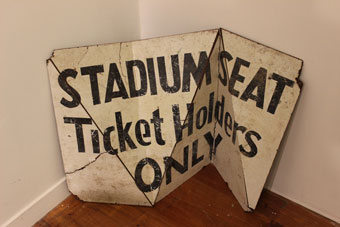 STADIUM SEAT
Ticket Holders
ONLY